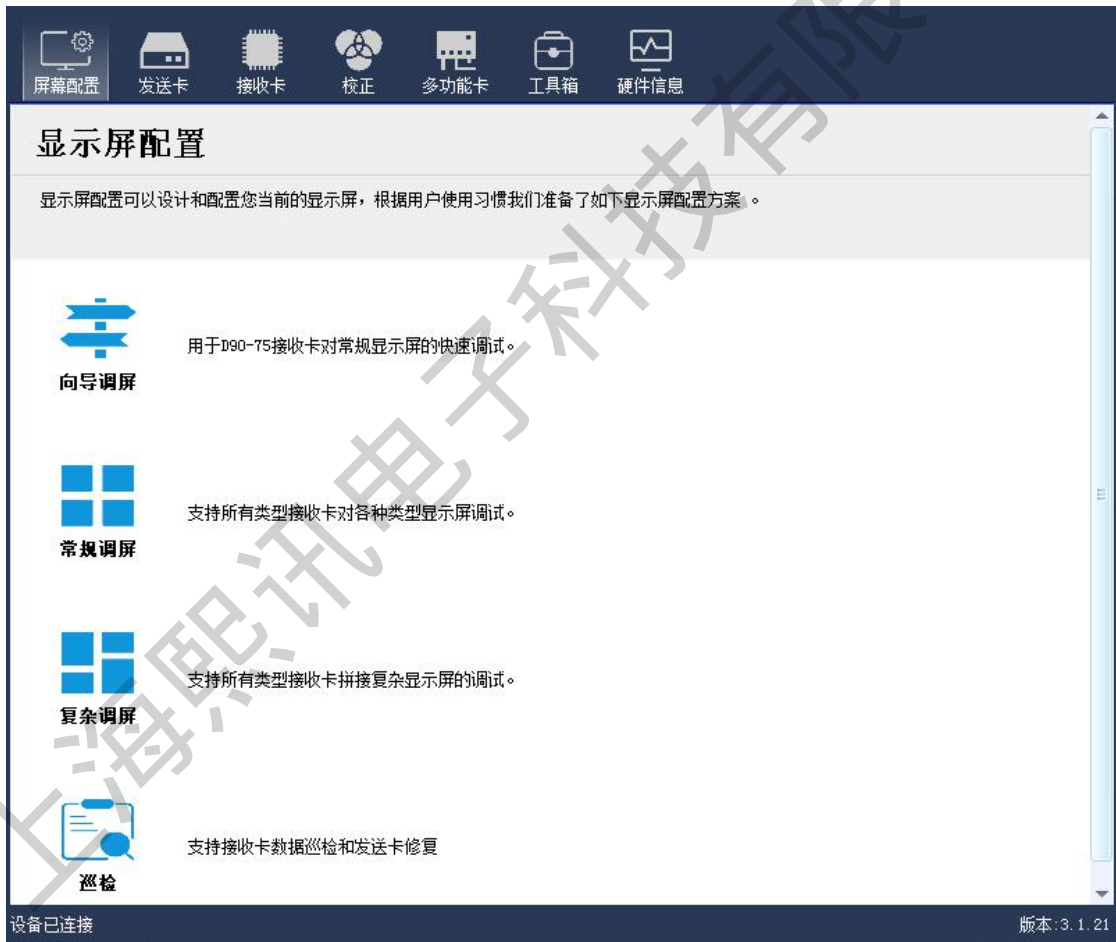 屏幕配置 发送卡 接收卡 校正 多功能卡 工具箱 硬件信息
显示屏配置
显示屏配置可以设计和配置您当前的显示屏，根据用户使用习惯我们准备了如下显示屏配置方案 。
用于D90-75接收卡对常规显示屏的快速调试。
向导调屏
支持所有类型接收卡对各种类型显示屏调试。
常规调屏
支持所有类型接收卡拼接复杂显示屏的调试。
复杂调屏
支持接收卡数据巡检和发送卡修复
巡检
设备已连接 版本:3.1.21
上海熙讯电子科技有限